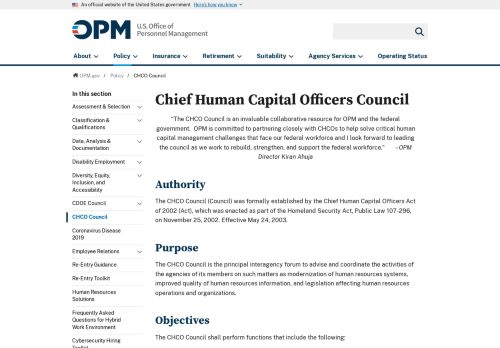 An official website of the United States government Here's how you know
OPM U.S. Office of
Personnel Management
About Policy Insurance Retirement Suitability Agency Services Operating Status
OPM.gov / Policy / CHCO Council
In this section
Assessment & Selection
Classification &
Qualifications
Data, Analysis &
Documentation
Disability Employment
Diversity, Equity,
Inclusion, and
Accessibility
CDOE Council
CHCO Council
Coronavirus Disease
2019
Employee Relations
Re-Entry Guidance
Re-Entry Toolkit
Human Resources
Solutions
Frequently Asked
Questions for Hybrid
Work Environment
Cybersecurity Hiring
Toolkit
Chief Human Capital Officers Council
"The CHCO Council is an invaluable collaborative resource for OPM and the federal
government. OPM is committed to partnering closely with CHCOs to help solve critical human
capital management challenges that face our federal workforce and I look forward to leading
the council as we work to rebuild, strengthen, and support the federal workforce." – OPM
Director Kiran Ahuja
Authority
The CHCO Council (Council) was formally established by the Chief Human Capital Officers Act
of 2002 (Act), which was enacted as part of the Homeland Security Act, Public Law 107-296,
on November 25, 2002. Effective May 24, 2003.
Purpose
The CHCO Council is the principal interagency forum to advise and coordinate the activities of
the agencies of its members on such matters as modernization of human resources systems,
improved quality of human resources information, and legislation affecting human resources
operations and organizations.
Objectives
The CHCO Council shall perform functions that include the following: